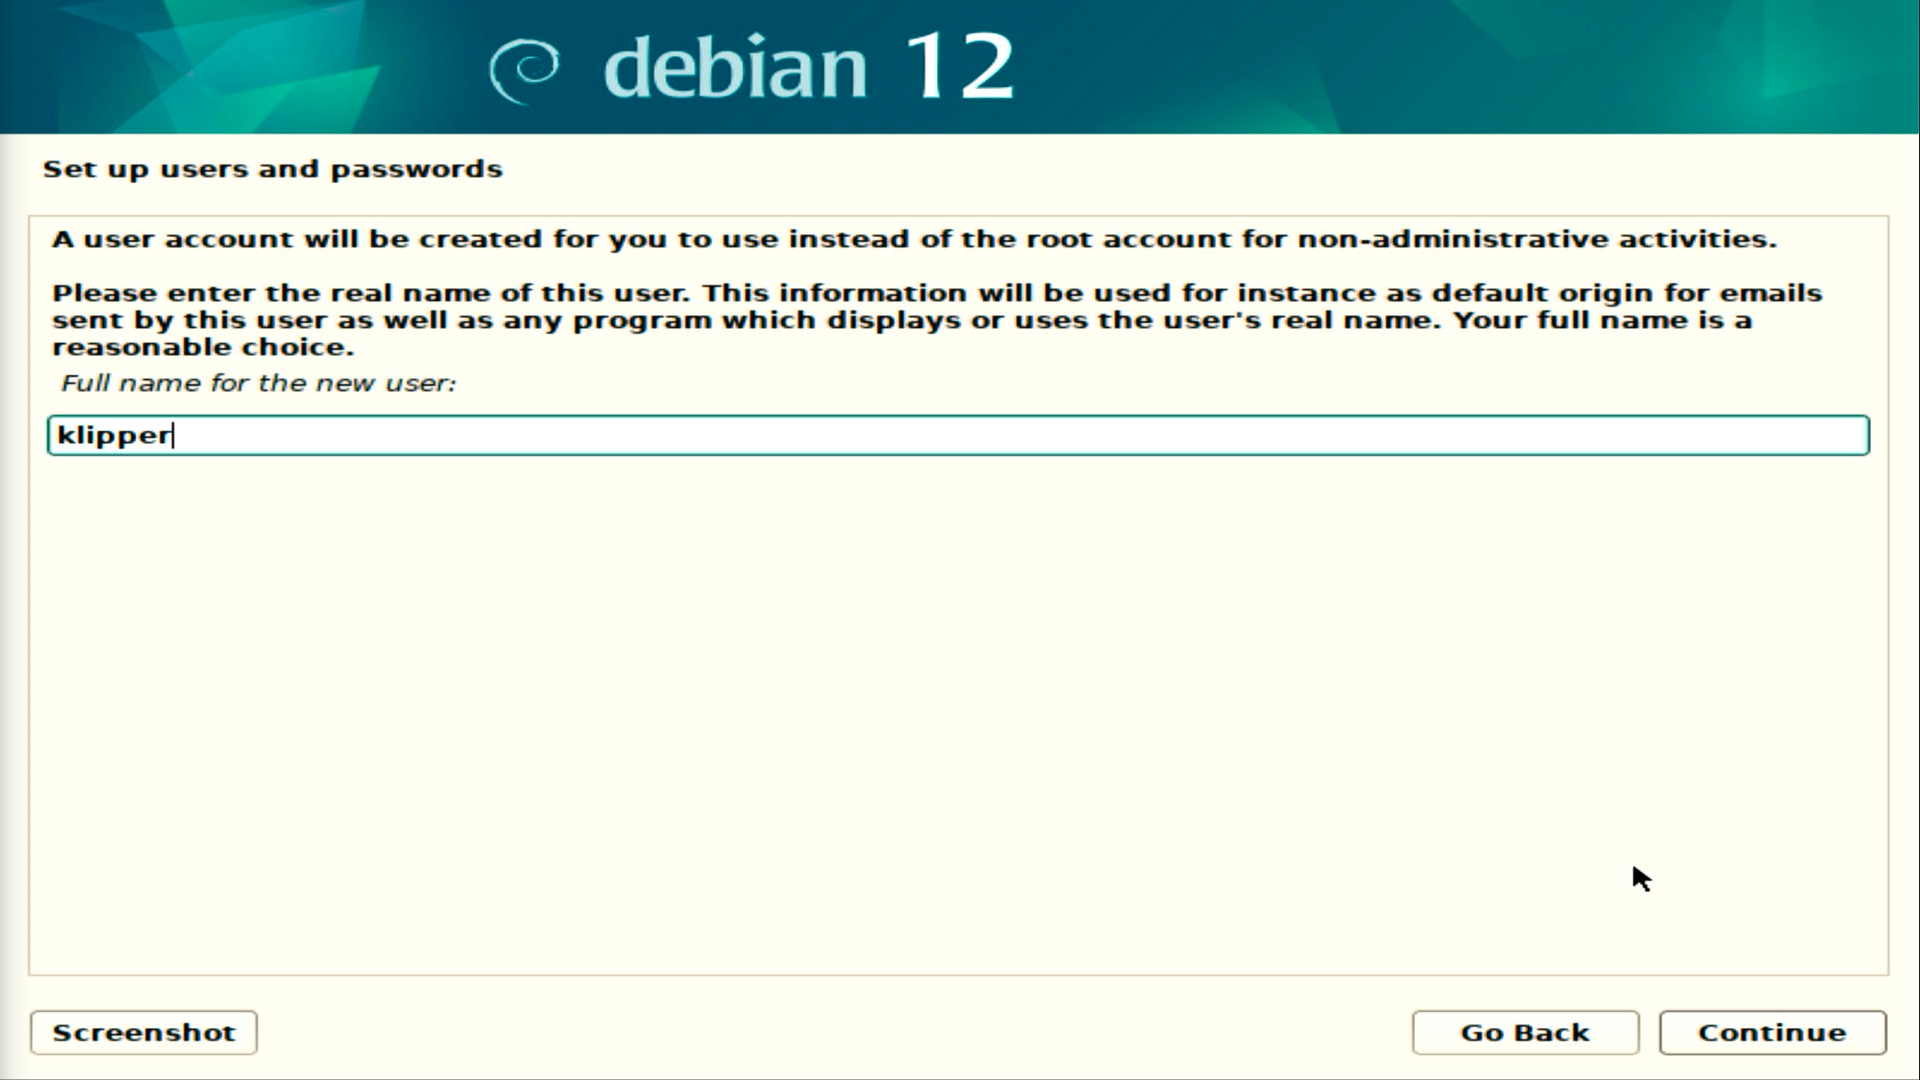 debian 12
Set up users and passwords
A user account will be created for you to use instead of the root account for non-administrative activities.
Please enter the real name of this user. This information will be used for instance as default origin for emails
sent by this user as well as any program which displays or uses the user's real name. Your full name is a
reasonable choice.
Full name for the new user:
klipper
Screenshot
Go Back
Continue